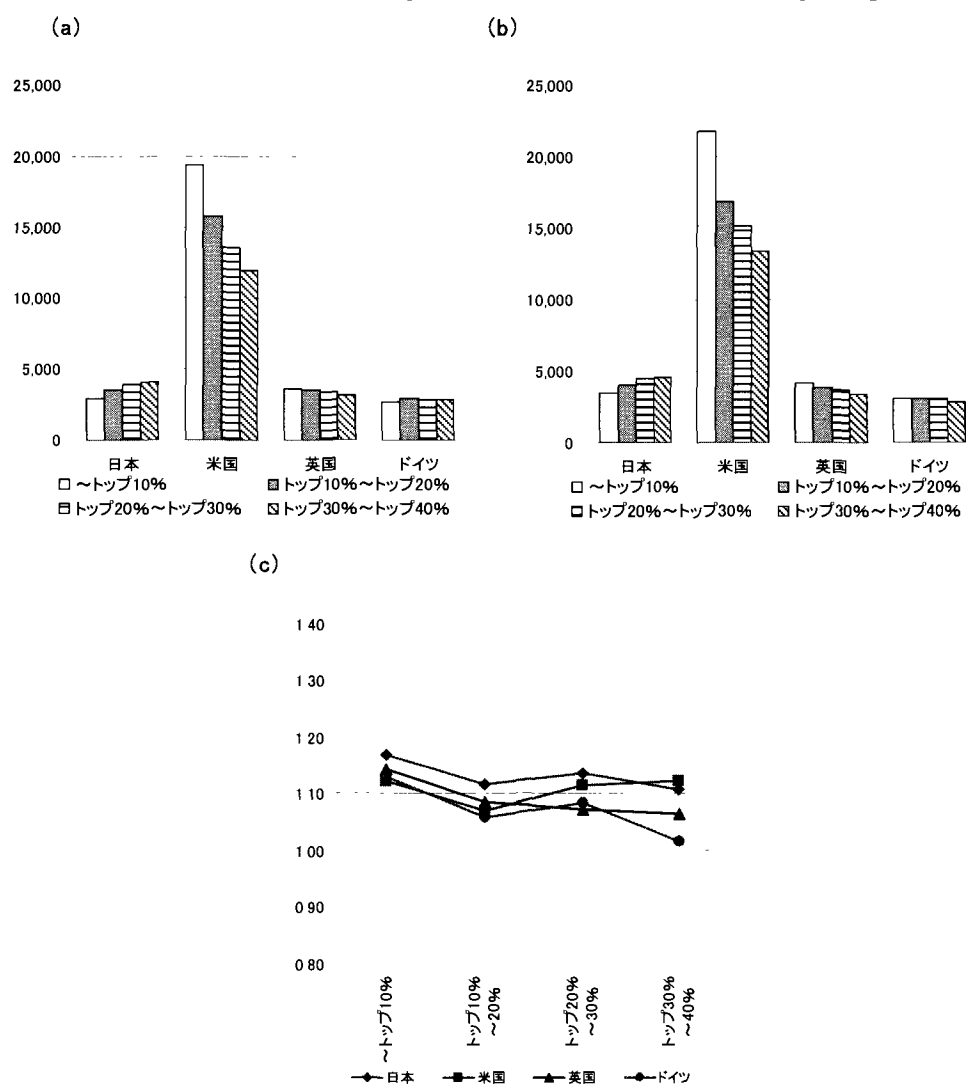 (a)
25,000
20,000
15,000
10,000
5,000
0
日本 米国 英国 ドイツ
～トップ10% トップ10%～トップ20%
トップ20%～トップ30% トップ30%～トップ40%
(b)
25,000
20,000
15,000
10,000
5,000
0
日本 米国 英国 ドイツ
～トップ10% トップ10%～トップ20%
トップ20%～トップ30% トップ30%～トップ40%
(c)
1 40
1 30
1 20
1 10
1 00
0 90
0 80
～トップ10%
トップ10%
～20%
トップ20%
～30%
トップ30%
～40%
日本 米国 英国 ドイツ